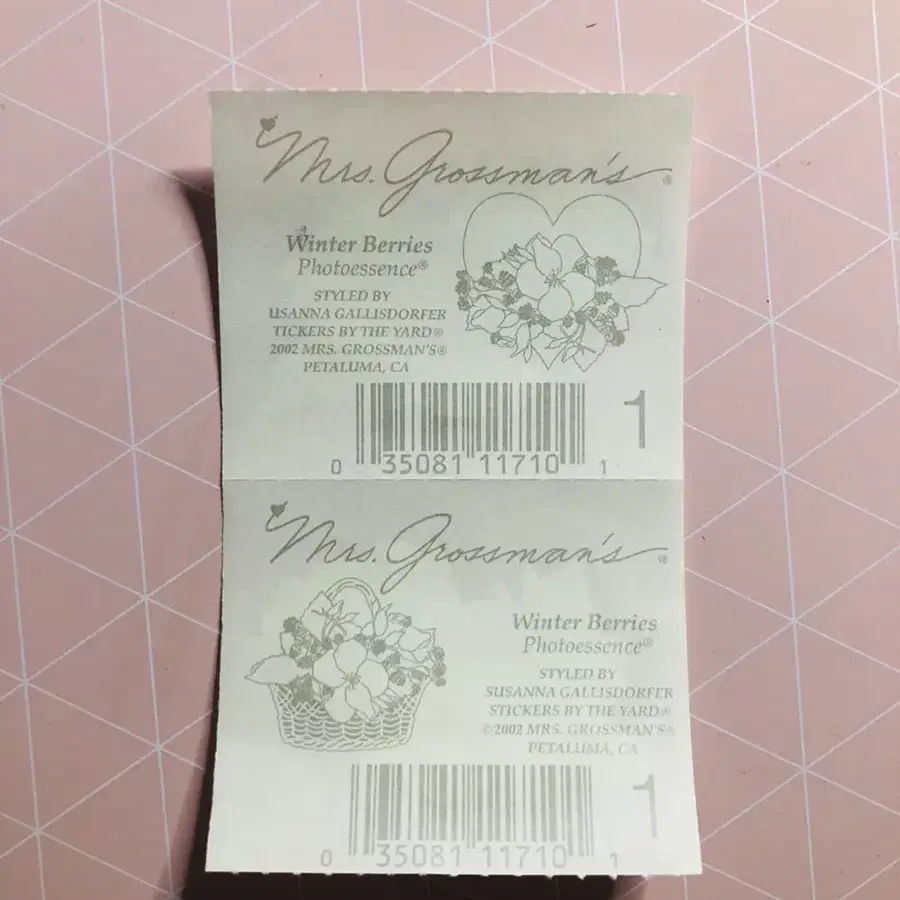 Mrs. Grossman's®
Winter Berries
Photoessence®
STYLED BY
USANNA GALLISDORFER
TICKERS BY THE YARD®
2002 MRS. GROSSMAN'S®
PETALUMA, CA
1
0 35081 11710 1
Mrs. Grossman's®
Winter Berries
Photoessence®
STYLED BY
SUSANNA GALLISDORFER
STICKERS BY THE YARD®
©2002 MRS. GROSSMAN'S®
PETALUMA, CA
1
0 35081 11710 1